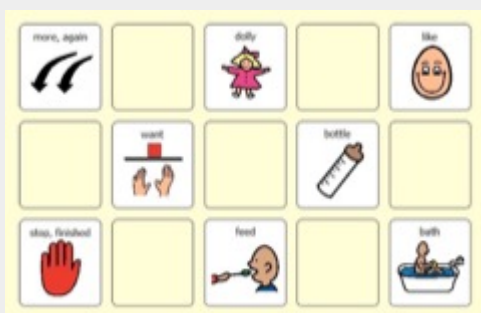 more, again
dolly
like
want
bottle
stop, finished
feed
bath